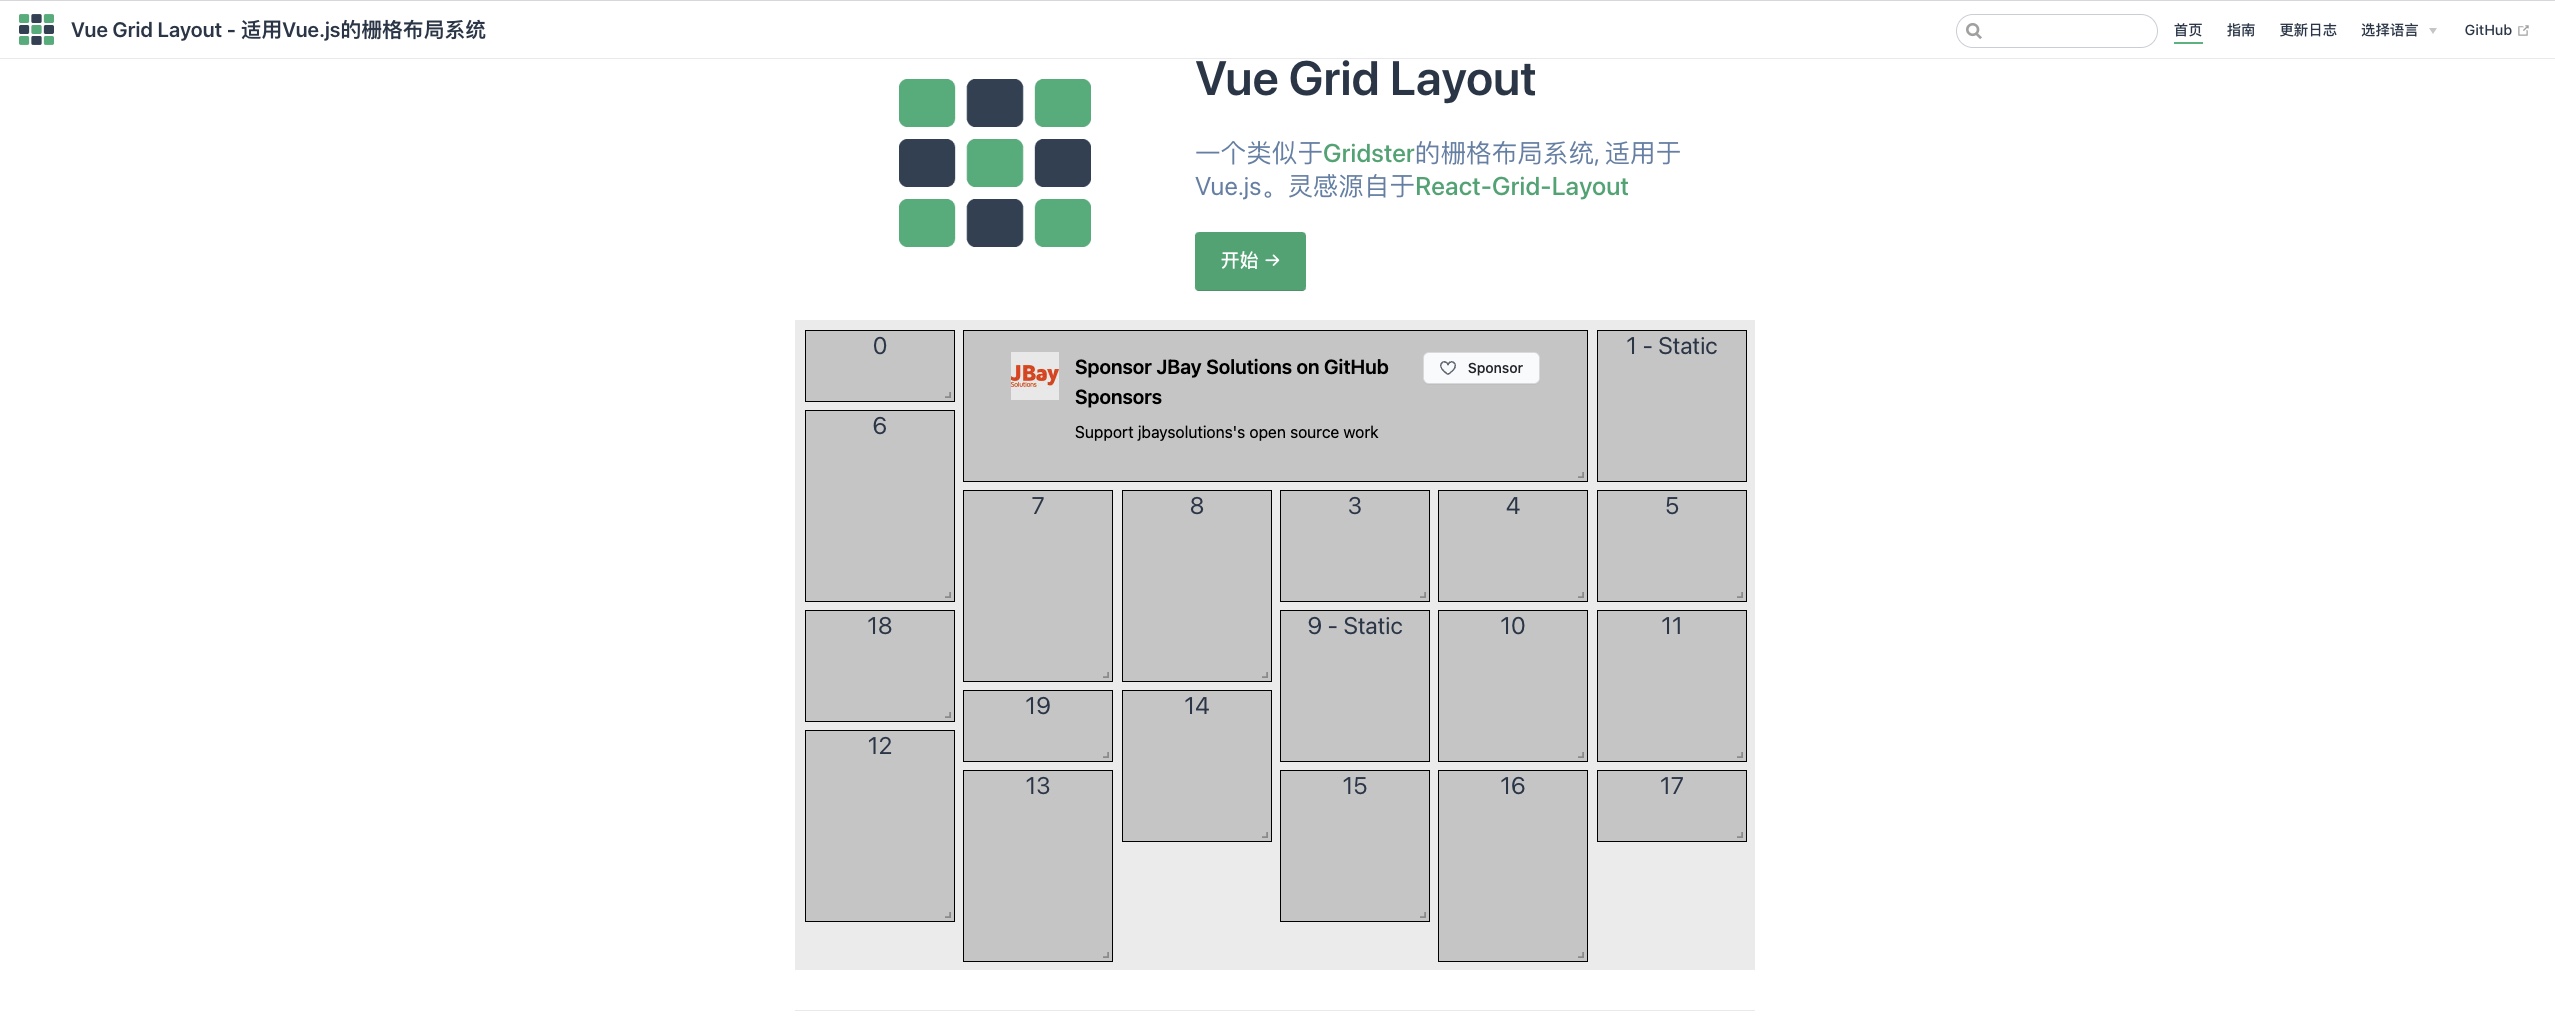 Vue Grid Layout - 适用Vue.js的栅格布局系统
首页 指南 更新日志 选择语言 GitHub
Vue Grid Layout
一个类似于Gridster的栅格布局系统, 适用于
Vue.js。灵感源自于React-Grid-Layout
开始 →
0
JBay
Solutions
Sponsor JBay Solutions on GitHub
Sponsors
Support jbaysolutions's open source work
Sponsor
1 - Static
6
7
8
3
4
5
18
9 - Static
10
11
19
14
12
13
15
16
17